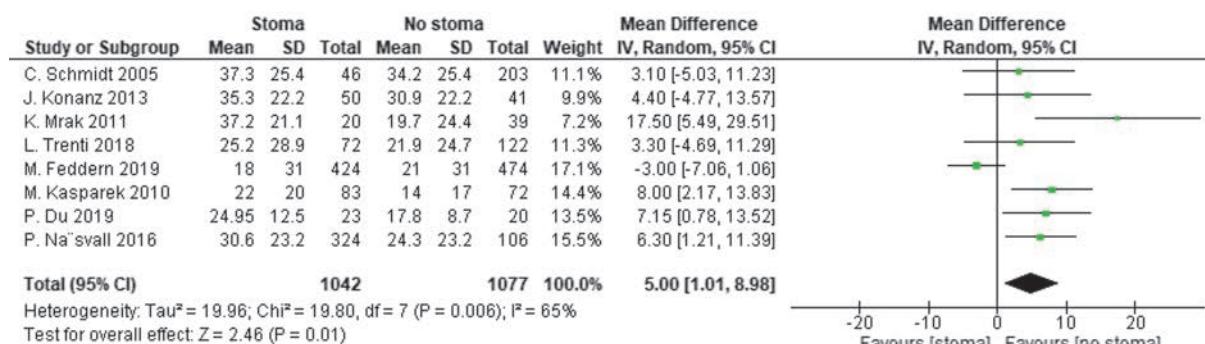 Stoma No stoma Mean Difference Mean Difference
Study or Subgroup Mean SD Total Mean SD Total Weight IV, Random, 95% CI IV, Random, 95% CI
C. Schmidt 2005 37.3 25.4 46 34.2 25.4 203 11.1% 3.10 [-5.03, 11.23]
J. Konanz 2013 35.3 22.2 50 30.9 22.2 41 9.9% 4.40 [-4.77, 13.57]
K. Mrak 2011 37.2 21.1 20 19.7 24.4 39 7.2% 17.50 [5.49, 29.51]
L. Trenti 2018 25.2 28.9 72 21.9 24.7 122 11.3% 3.30 [-4.69, 11.29]
M. Feddern 2019 18 31 424 21 31 474 17.1% -3.00 [-7.06, 1.06]
M. Kasparek 2010 22 20 83 14 17 72 14.4% 8.00 [2.17, 13.83]
P. Du 2019 24.95 12.5 23 17.8 8.7 20 13.5% 7.15 [0.78, 13.52]
P. Na¨svall 2016 30.6 23.2 324 24.3 23.2 106 15.5% 6.30 [1.21, 11.39]
Total (95% CI) 1042 1077 100.0% 5.00 [1.01, 8.98]
Heterogeneity: Tau² = 19.96; Chi² = 19.80, df = 7 (P = 0.006); I² = 65%
Test for overall effect: Z = 2.46 (P = 0.01)
-20 -10 0 10 20
Favours [stoma] Favours [no stoma]